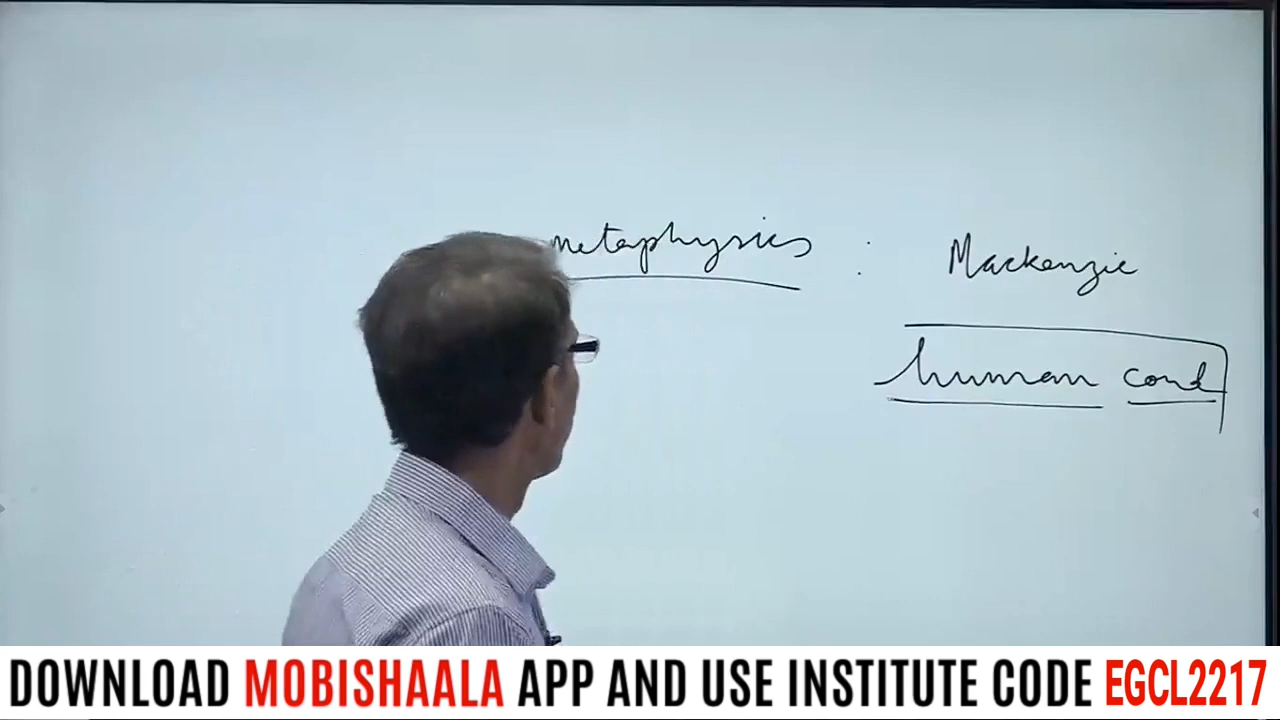 metaphysics : Mackenzie
human cond
DOWNLOAD MOBISHAALA APP AND USE INSTITUTE CODE EGCL2217